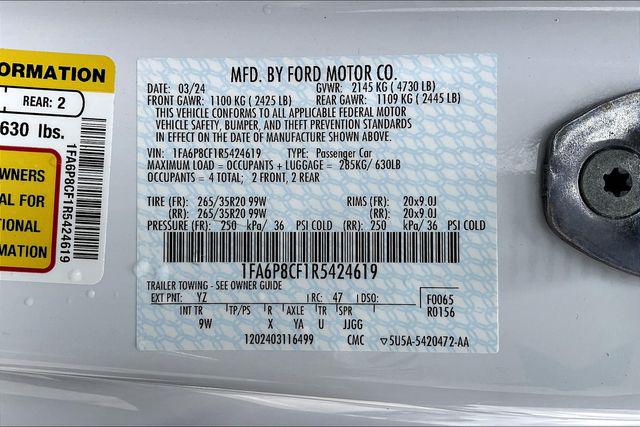 ORMATION
REAR: 2
630 lbs.
WNERS
AL FOR
TIONAL
MATION
1FA6P8CF1R5424619
MFD. BY FORD MOTOR CO.
DATE: 03/24 GVWR: 2145 KG ( 4730 LB)
FRONT GAWR: 1100 KG ( 2425 LB) REAR GAWR: 1109 KG ( 2445 LB)
THIS VEHICLE CONFORMS TO ALL APPLICABLE FEDERAL MOTOR
VEHICLE SAFETY, BUMPER, AND THEFT PREVENTION STANDARDS
IN EFFECT ON THE DATE OF MANUFACTURE SHOWN ABOVE.
VIN: 1FA6P8CF1R5424619 TYPE: Passenger Car
MAXIMUM LOAD = OCCUPANTS + LUGGAGE = 285KG/ 630LB
OCCUPANTS = 4 TOTAL; 2 FRONT, 2 REAR
TIRE (FR): 265/35R20 99W RIMS (FR): 20x9.0J
(RR): 265/35R20 99W (RR): 20x9.0J
PRESSURE (FR): 250 kPa/ 36 PSI COLD (RR): 250 kPa/ 36 PSI COLD
1FA6P8CF1R5424619
TRAILER TOWING - SEE OWNER GUIDE
EXT PNT: YZ RC: 47 DSO:
F0065
R0156
INT TR TP/PS R AXLE TR SPR
9W X YA U JJGG
1202403116499 CMC ▽5U5A-5420472-AA